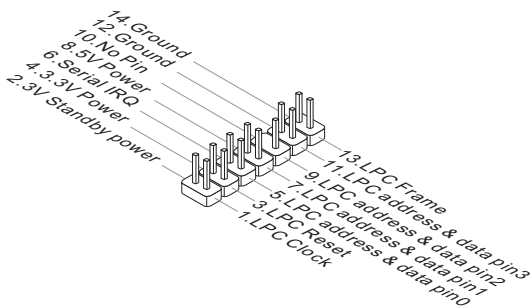 14.Ground
12.Ground
10.No Pin
8.5V Power
6.Serial IRQ
4.3.3V Power
2.3V Standby power
13.LPC Frame
11.LPC address & data pin3
9.LPC address & data pin2
7.LPC address & data pin1
5.LPC address & data pin0
3.LPC Reset
1.LPC Clock